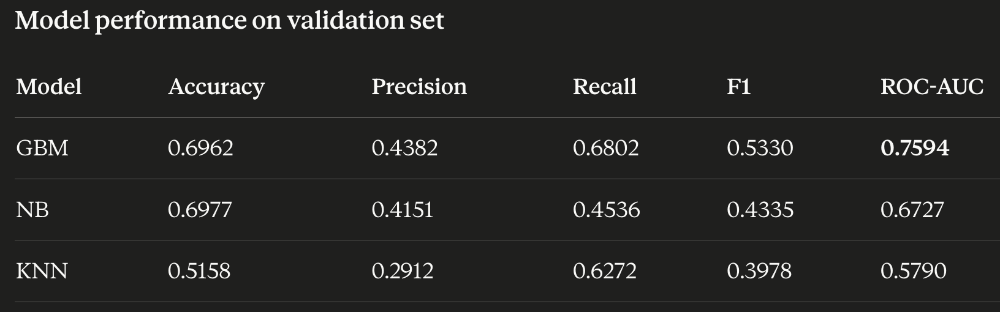 Model performance on validation set
Model Accuracy Precision Recall F1 ROC-AUC
GBM 0.6962 0.4382 0.6802 0.5330 0.7594
NB 0.6977 0.4151 0.4536 0.4335 0.6727
KNN 0.5158 0.2912 0.6272 0.3978 0.5790